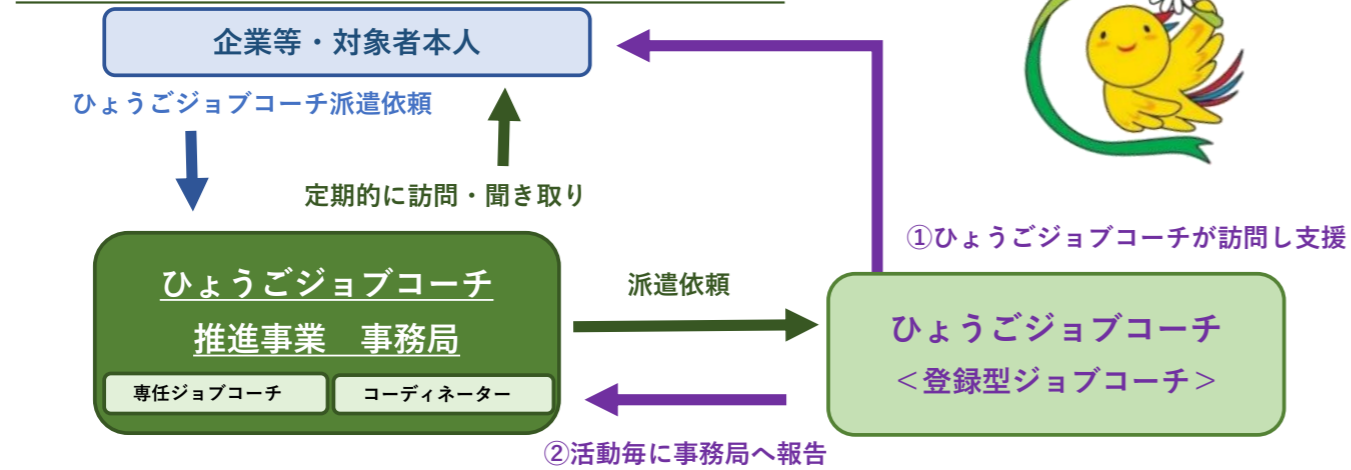 企業等・対象者本人
ひょうごジョブコーチ派遣依頼
定期的に訪問・聞き取り
①ひょうごジョブコーチが訪問し支援
ひょうごジョブコーチ
推進事業　事務局
専任ジョブコーチ
コーディネーター
派遣依頼
ひょうごジョブコーチ
＜登録型ジョブコーチ＞
②活動毎に事務局へ報告